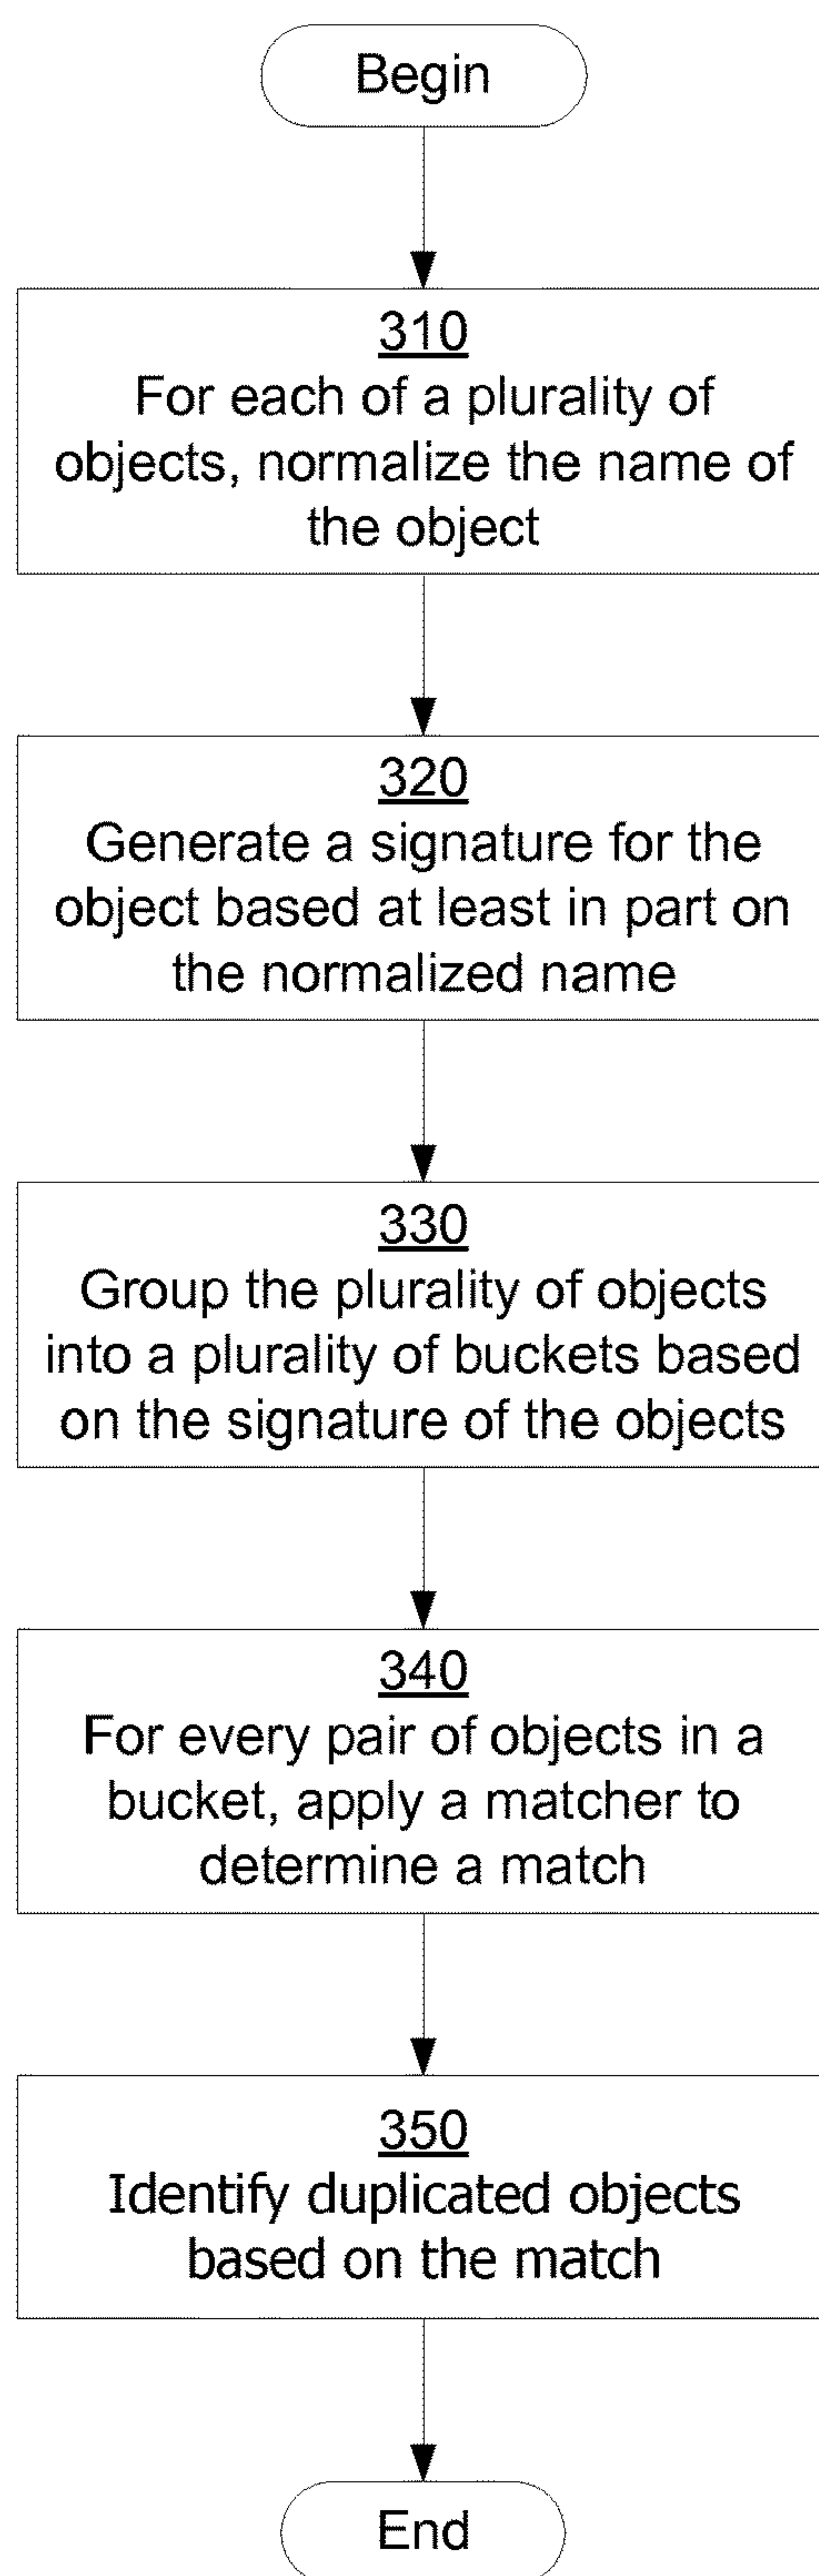 Begin
310
For each of a plurality of
objects, normalize the name of
the object
320
Generate a signature for the
object based at least in part on
the normalized name
330
Group the plurality of objects
into a plurality of buckets based
on the signature of the objects
340
For every pair of objects in a
bucket, apply a matcher to
determine a match
350
Identify duplicated objects
based on the match
End